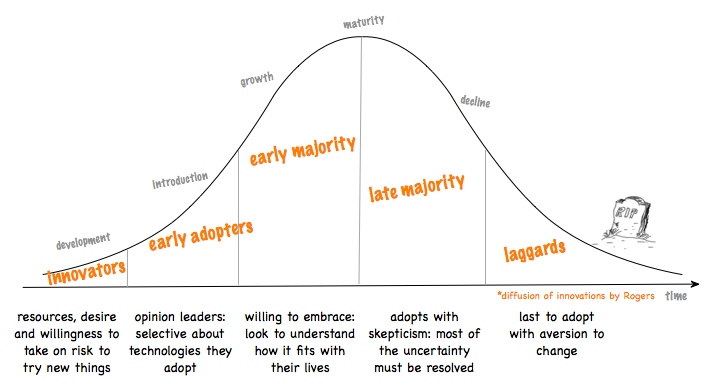 maturity
growth
decline
early majority
introduction
late majority
RIP
early adopters
development
laggards
innovators
*diffusion of innovations by Rogers
time
resources, desire
and willingness to
take on risk to
try new things
opinion leaders:
selective about
technologies they
adopt
willing to embrace:
look to understand
how it fits with
their lives
adopts with
skepticism: most of
the uncertainty
must be resolved
last to adopt
with aversion to
change